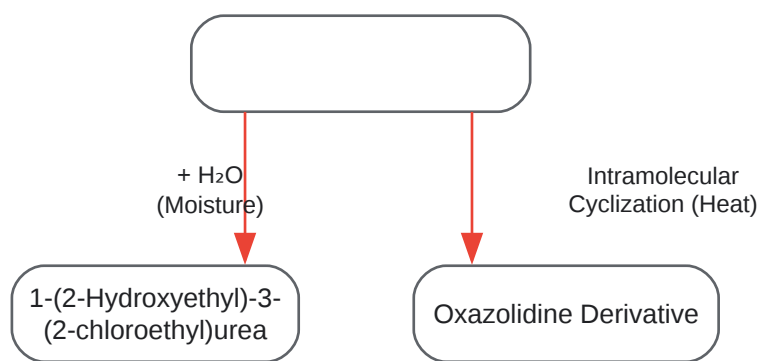 + H₂O
(Moisture)
Intramolecular
Cyclization (Heat)
1-(2-Hydroxyethyl)-3-
(2-chloroethyl)urea
Oxazolidine Derivative